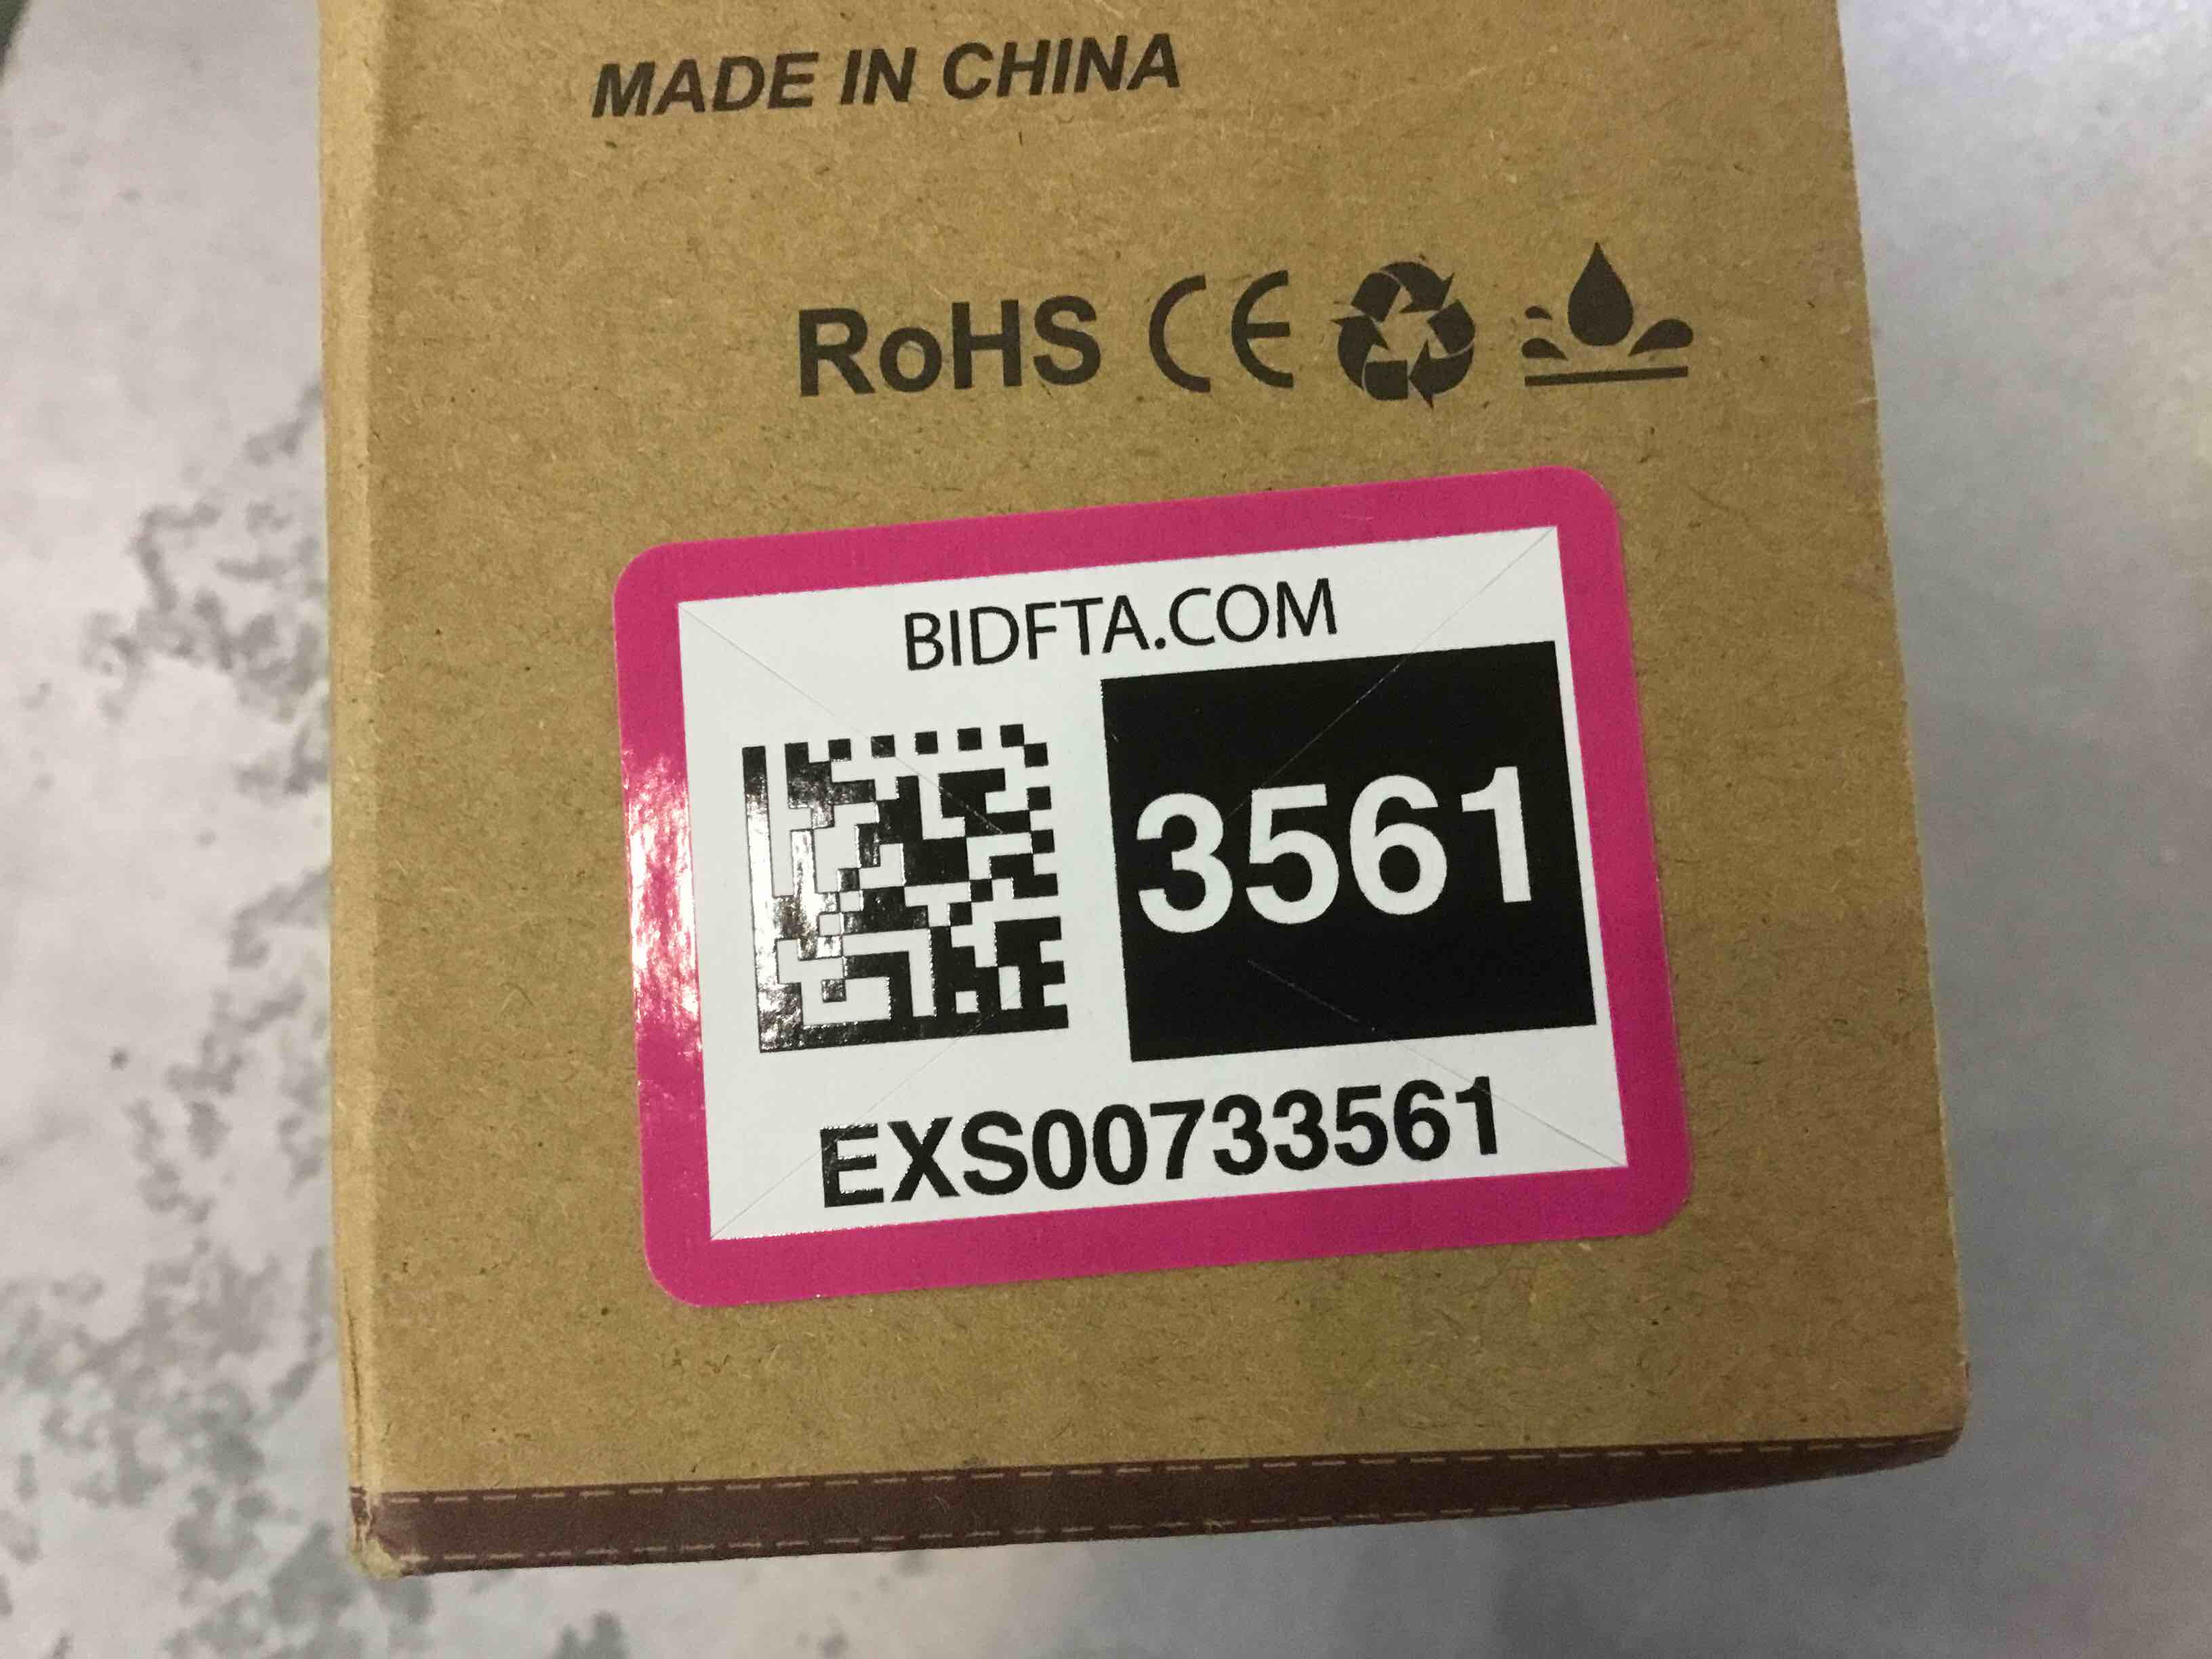 MADE IN CHINA
RoHS CE
BIDFTA.COM
3561
EXS00733561